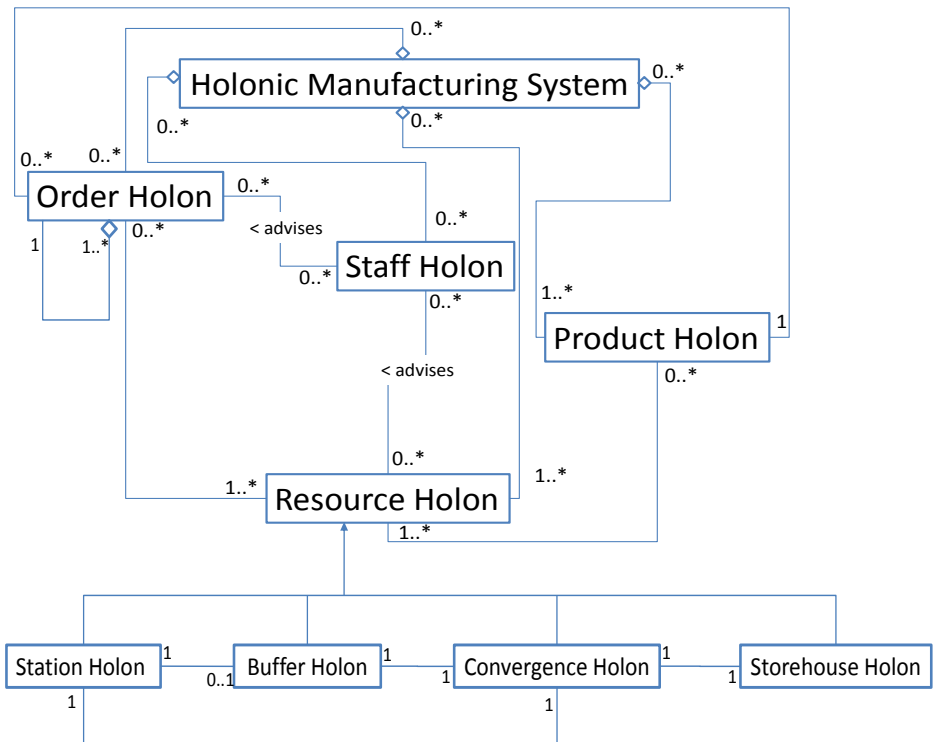 0..*
Holonic Manufacturing System
0..*
0..*
0..*
0..*
0..*
Order Holon
0..*
1
1..*
0..*
< advises
0..*
0..*
Staff Holon
0..*
1..*
Product Holon
1
0..*
< advises
0..*
1..*
Resource Holon
1..*
1..*
Station Holon
1
0..1
Buffer Holon
1
1
Convergence Holon
1
1
Storehouse Holon
1
1